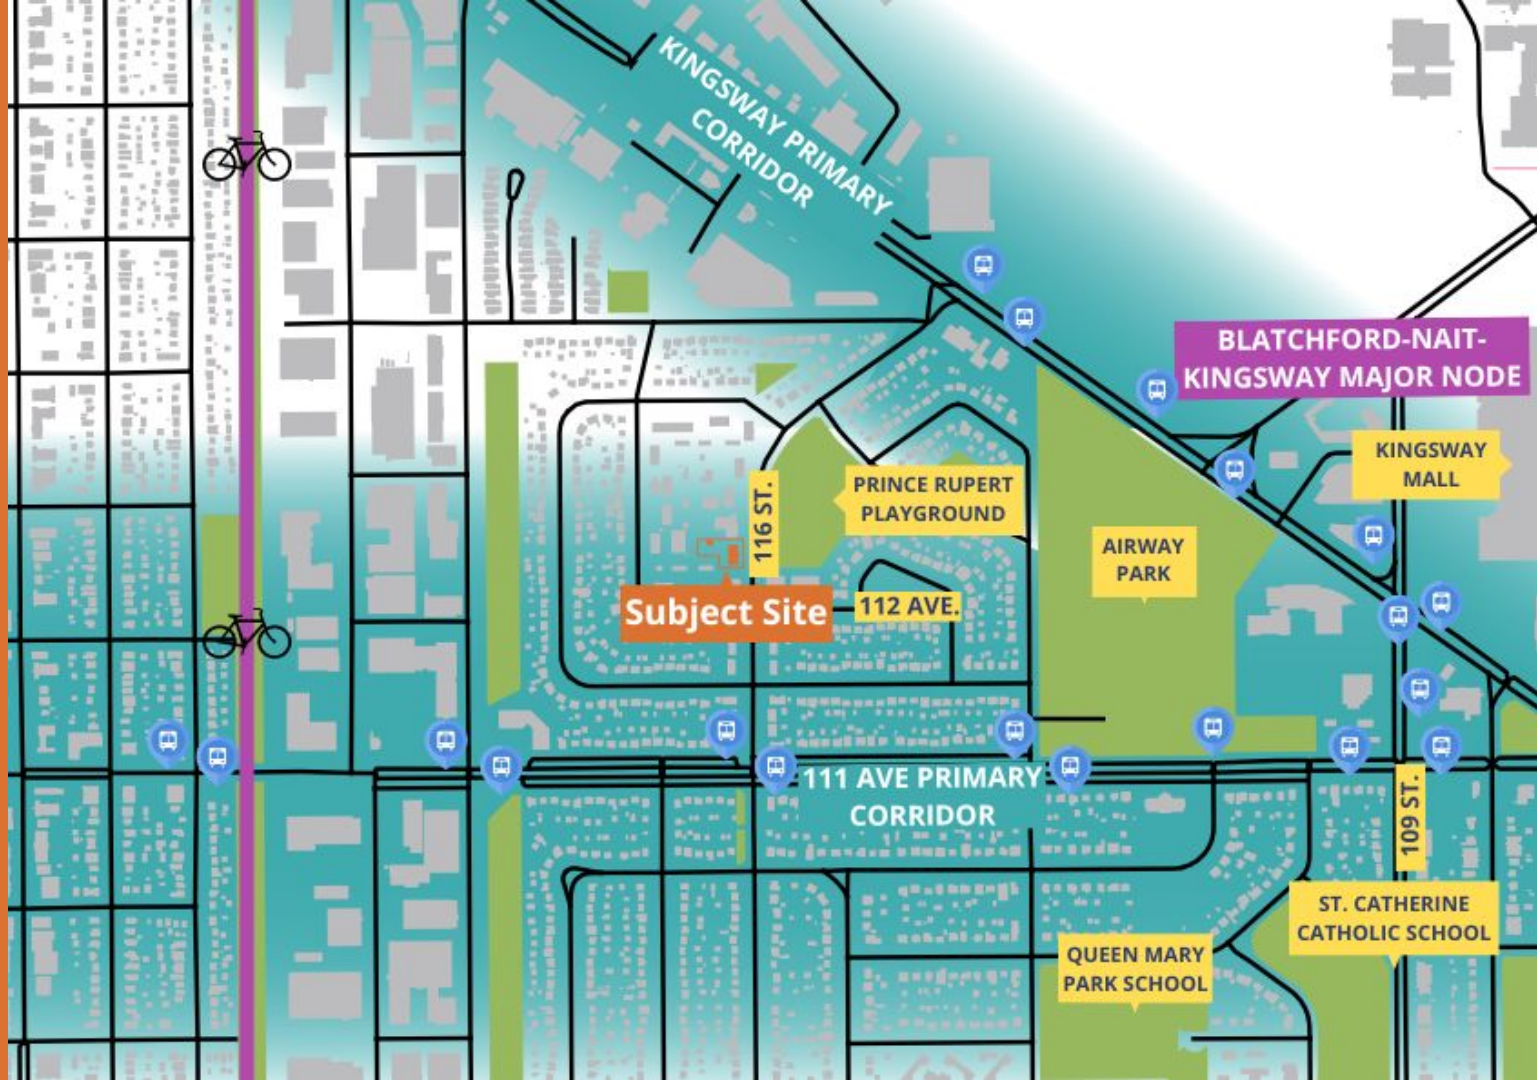 KINGSWAY PRIMARY
CORRIDOR
BLATCHFORD-NAIT-
KINGSWAY MAJOR NODE
KINGSWAY
MALL
PRINCE RUPERT
PLAYGROUND
116 ST.
AIRWAY
PARK
Subject Site
112 AVE.
111 AVE PRIMARY
CORRIDOR
109 ST.
ST. CATHERINE
CATHOLIC SCHOOL
QUEEN MARY
PARK SCHOOL